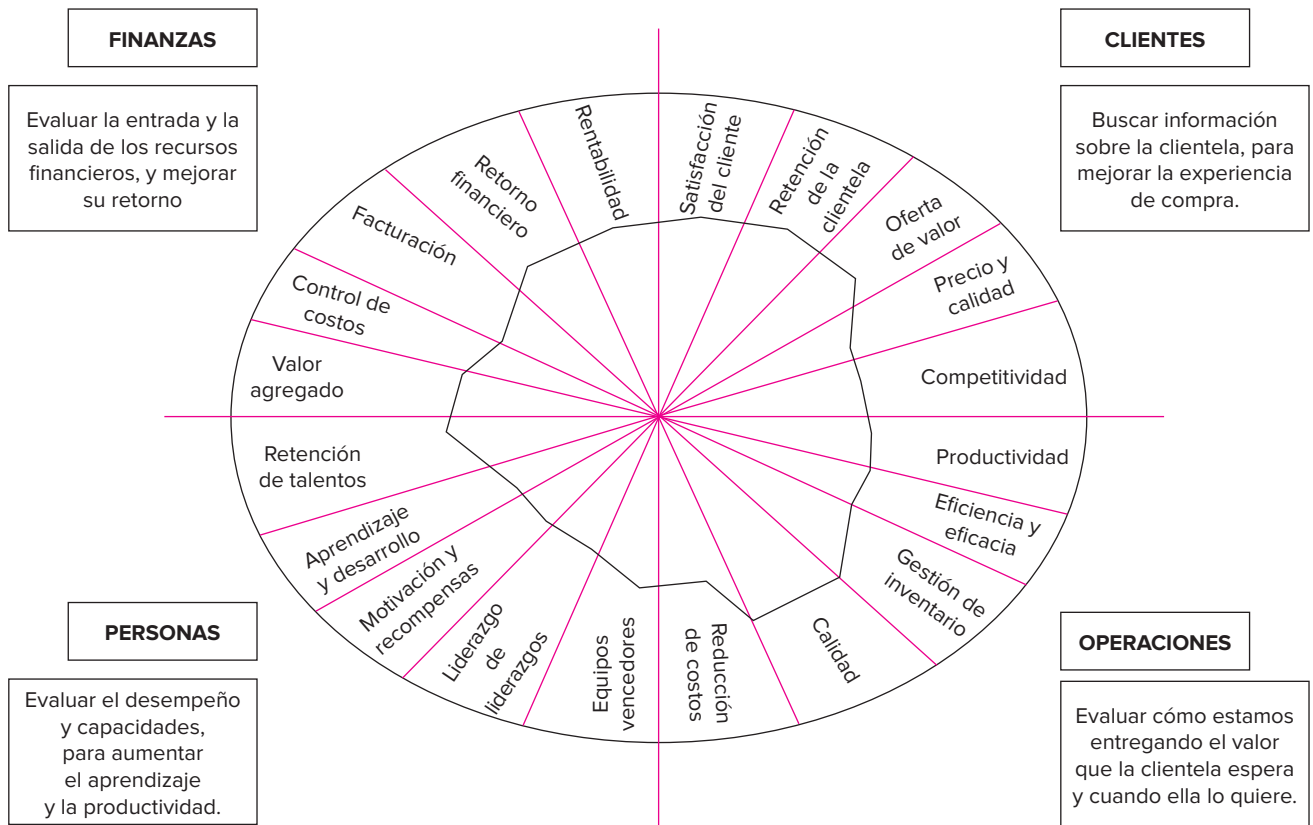 FINANZAS
Evaluar la entrada y la
salida de los recursos
financieros, y mejorar
su retorno
CLIENTES
Buscar información
sobre la clientela, para
mejorar la experiencia
de compra.
Rentabilidad
Retorno
financiero
Facturación
Control de
costos
Valor
agregado
Satisfacción
del cliente
Retención
de la
clientela
Oferta
de valor
Precio y
calidad
Competitividad
Retención
de talentos
Aprendizaje
y desarrollo
Motivación y
recompensas
Liderazgo
de
liderazgos
Equipos
vencedores
Productividad
Eficiencia y
eficacia
Gestión de
inventario
Calidad
Reducción
de costos
PERSONAS
Evaluar el desempeño
y capacidades,
para aumentar
el aprendizaje
y la productividad.
OPERACIONES
Evaluar cómo estamos
entregando el valor
que la clientela espera
y cuando ella lo quiere.